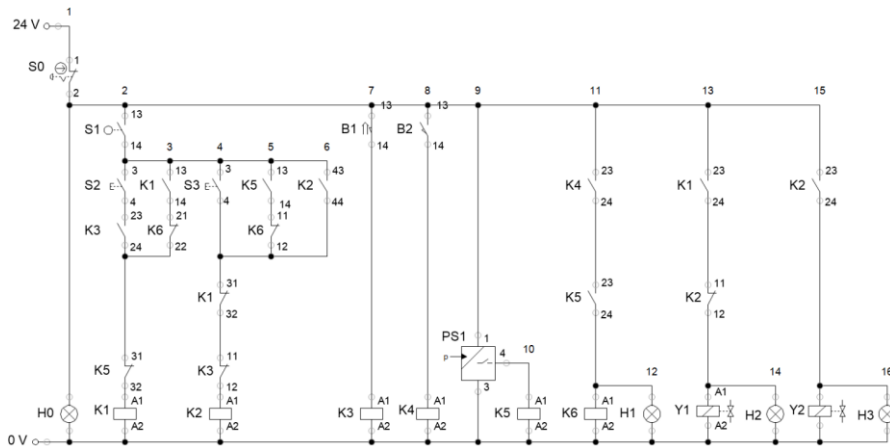 1
24 V
1
S0
2
2 7 8 9 11 13 15
13 13 13
S1 B1 B2
14 14 14
3 4 5 6
3 13 3 13 43 23 23 23
S2 K1 S3 K5 K2 K4 K1 K2
4 14 4 14 44 24 24 24
23 21 11
K3 K6 K6
24 22 12
31 23 11
K1 K5 K2
32 24 12
PS1 1
4 10
p
31 11
K5 K3
32 12
3
12 14 16
A1 A1 A1 A1 A1 A1 A1
H0 K1 K2 K3 K4 K5 K6 H1 Y1 H2 Y2 H3
A2 A2 A2 A2 A2 A2 A2
0 V